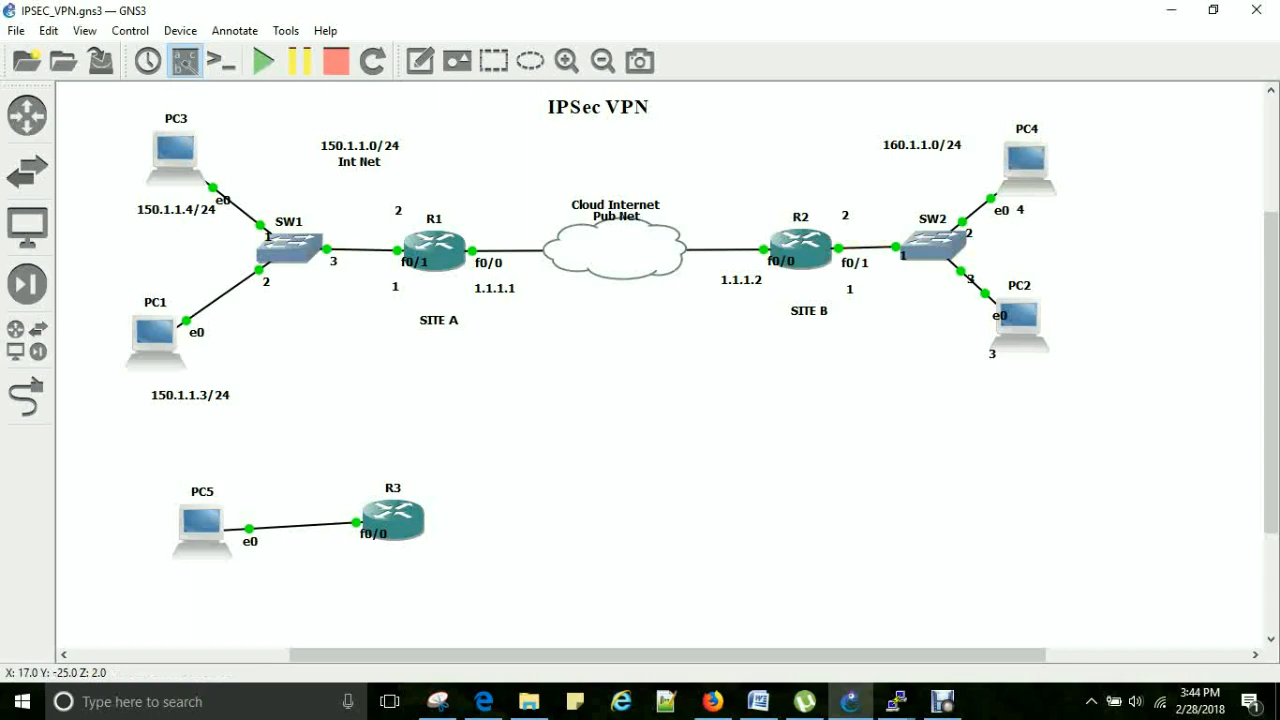 IPSEC_VPN.gns3 — GNS3
File Edit View Control Device Annotate Tools Help
IPSec VPN
PC3
150.1.1.0/24
Int Net
160.1.1.0/24
PC4
e0
150.1.1.4/24
SW1
1
3
2
2
R1
f0/1
f0/0
1
1.1.1.1
SITE A
Cloud Internet
Pub Net
R2
2
f0/0
f0/1
1.1.1.2
1
SITE B
SW2
1
2
3
e0 4
PC2
e0
3
PC1
e0
150.1.1.3/24
PC5
e0
R3
f0/0
X: 17.0 Y: -25.0 Z: 2.0
Type here to search
3:44 PM
2/28/2018
1